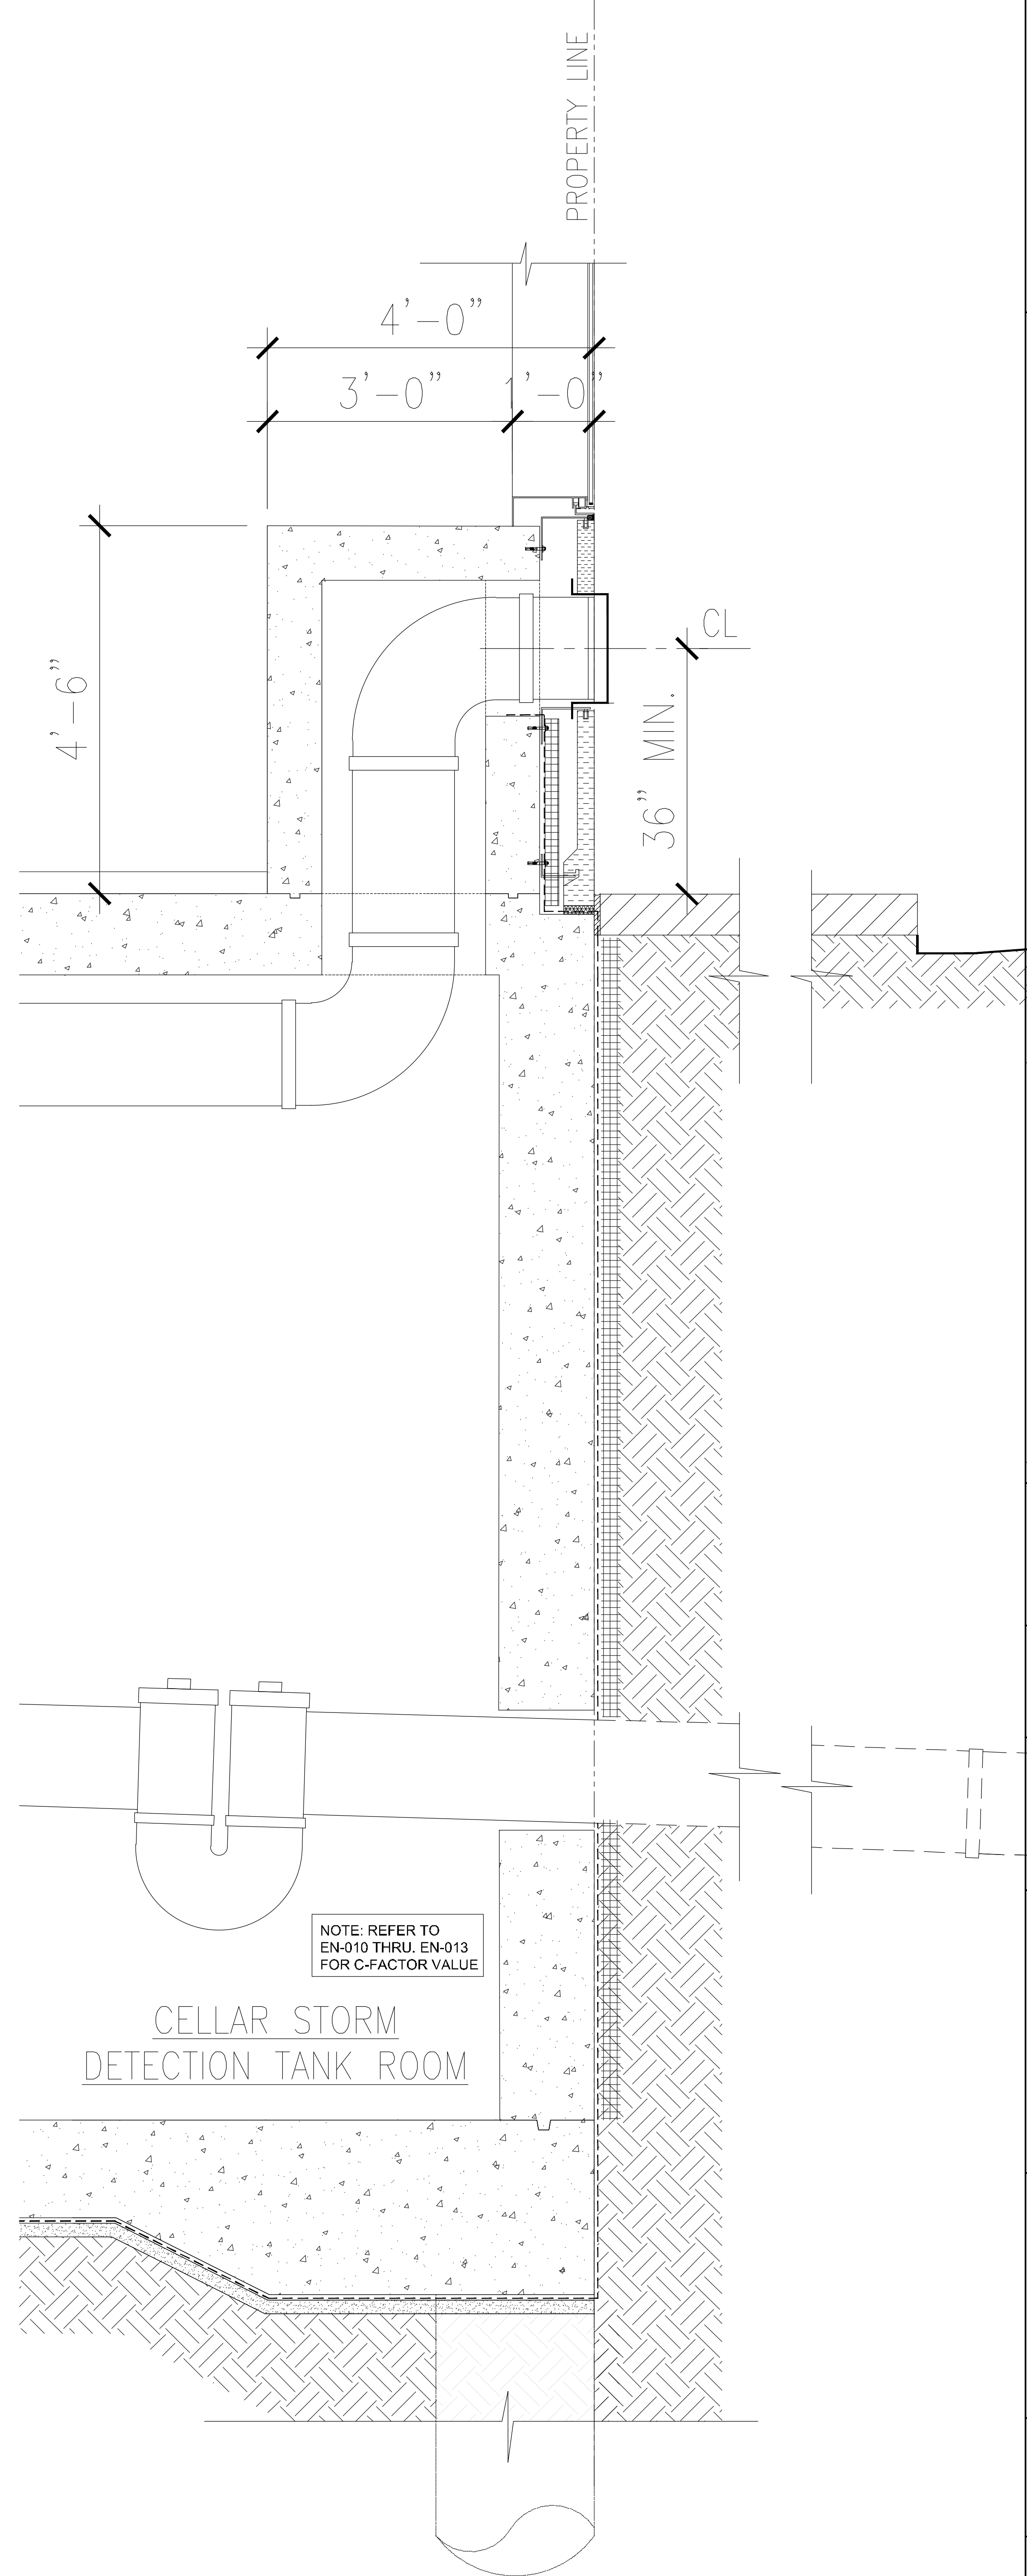 PROPERTY LINE
4'-0"
3'-0"
1'-0"
CL
4'-6"
36" MIN.
NOTE: REFER TO
EN-010 THRU. EN-013
FOR C-FACTOR VALUE
CELLAR STORM
DETECTION TANK ROOM